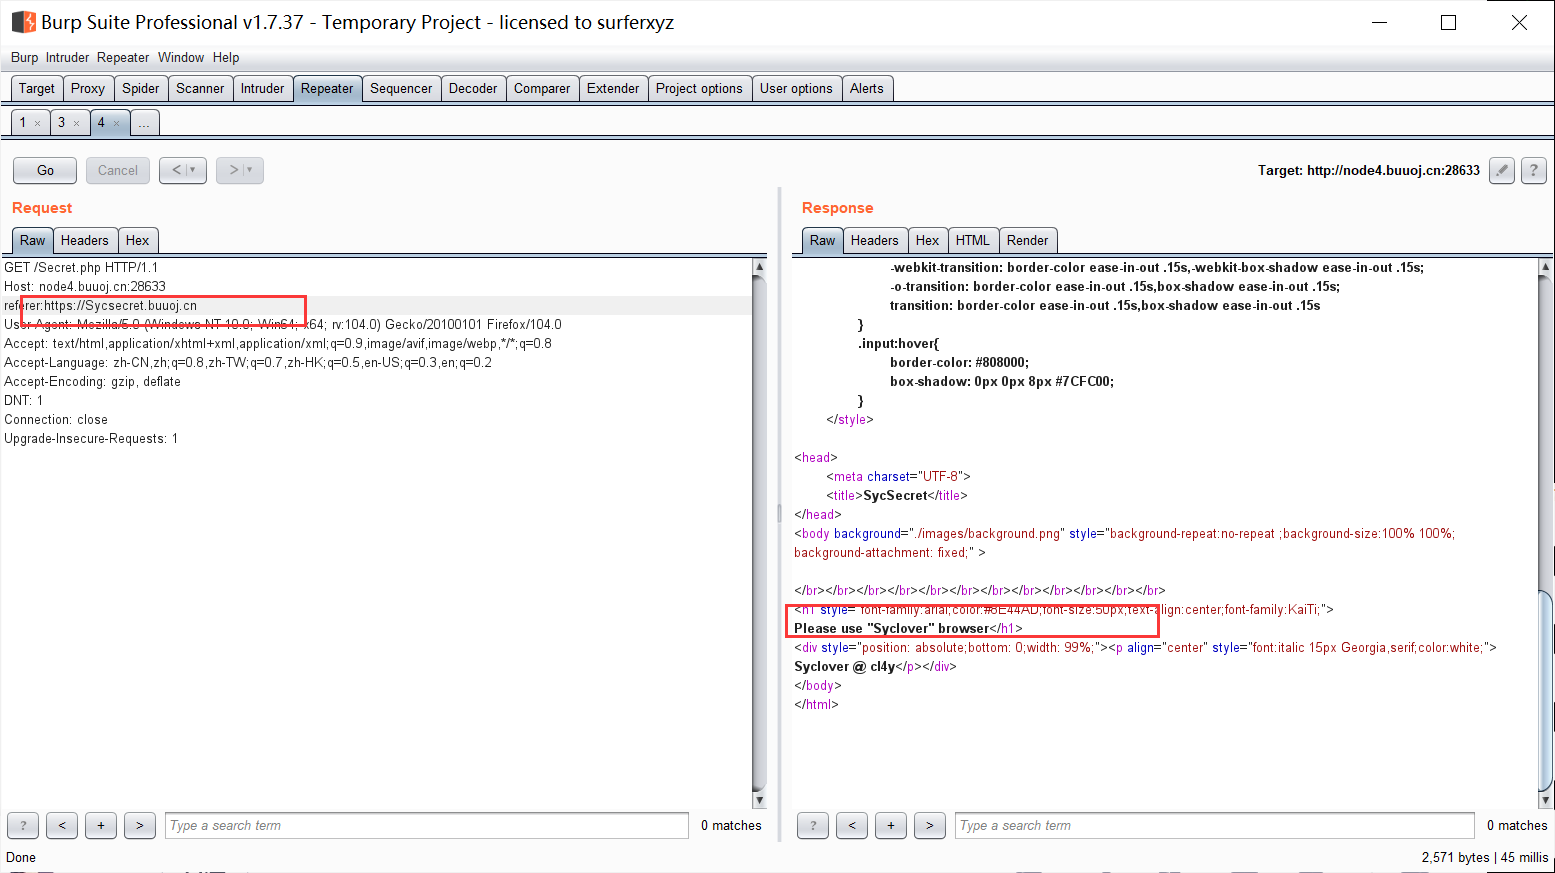 Burp Suite Professional v1.7.37 - Temporary Project - licensed to surferxyz
Burp Intruder Repeater Window Help
Target Proxy Spider Scanner Intruder Repeater Sequencer Decoder Comparer Extender Project options User options Alerts
1 × 3 × 4 × ...
Go Cancel < > Target: http://node4.buuoj.cn:28633 ?
Request
Raw Headers Hex
GET /Secret.php HTTP/1.1
Host: node4.buuoj.cn:28633
referer:https://Sycsecret.buuoj.cn
User-Agent: Mozilla/5.0 (Windows NT 10.0; Win64; x64; rv:104.0) Gecko/20100101 Firefox/104.0
Accept: text/html,application/xhtml+xml,application/xml;q=0.9,image/avif,image/webp,*/*;q=0.8
Accept-Language: zh-CN,zh;q=0.8,zh-TW;q=0.7,zh-HK;q=0.5,en-US;q=0.3,en;q=0.2
Accept-Encoding: gzip, deflate
DNT: 1
Connection: close
Upgrade-Insecure-Requests: 1
? < + > Type a search term 0 matches
Response
Raw Headers Hex HTML Render
-webkit-transition: border-color ease-in-out .15s,-webkit-box-shadow ease-in-out .15s;
-o-transition: border-color ease-in-out .15s,box-shadow ease-in-out .15s;
transition: border-color ease-in-out .15s,box-shadow ease-in-out .15s
}
.input:hover{
border-color: #808000;
box-shadow: 0px 0px 8px #7CFC00;
}
</style>
<head>
<meta charset="UTF-8">
<title>SycSecret</title>
</head>
<body background="./images/background.png" style="background-repeat:no-repeat ;background-size:100% 100%;
background-attachment: fixed;" >
</br></br></br></br></br></br></br></br></br></br></br></br>
<h1 style="font-family:arial;color:#8E44AD;font-size:50px;text-align:center;font-family:KaiTi;">
Please use "Syclover" browser</h1>
<div style="position: absolute;bottom: 0;width: 99%;"><p align="center" style="font:italic 15px Georgia,serif;color:white;">
Syclover @ cl4y</p></div>
</body>
</html>
? < + > Type a search term 0 matches
Done
2,571 bytes | 45 millis